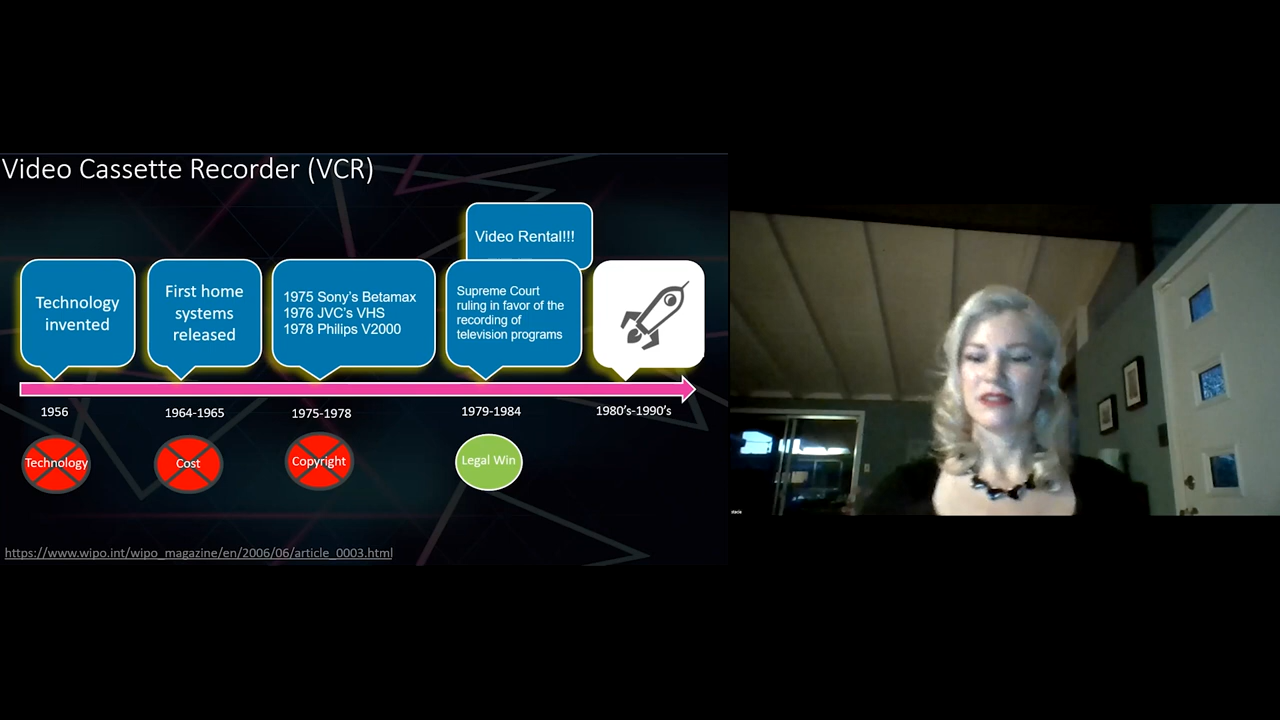 Video Cassette Recorder (VCR)
Video Rental!!!
Technology
invented
First home
systems
released
1975 Sony's Betamax
1976 JVC's VHS
1978 Philips V2000
Supreme Court
ruling in favor of the
recording of
television programs
1956
1964-1965
1975-1978
1979-1984
1980's-1990's
Technology
Cost
Copyright
Legal Win
https://www.wipo.int/wipo_magazine/en/2006/06/article_0003.html